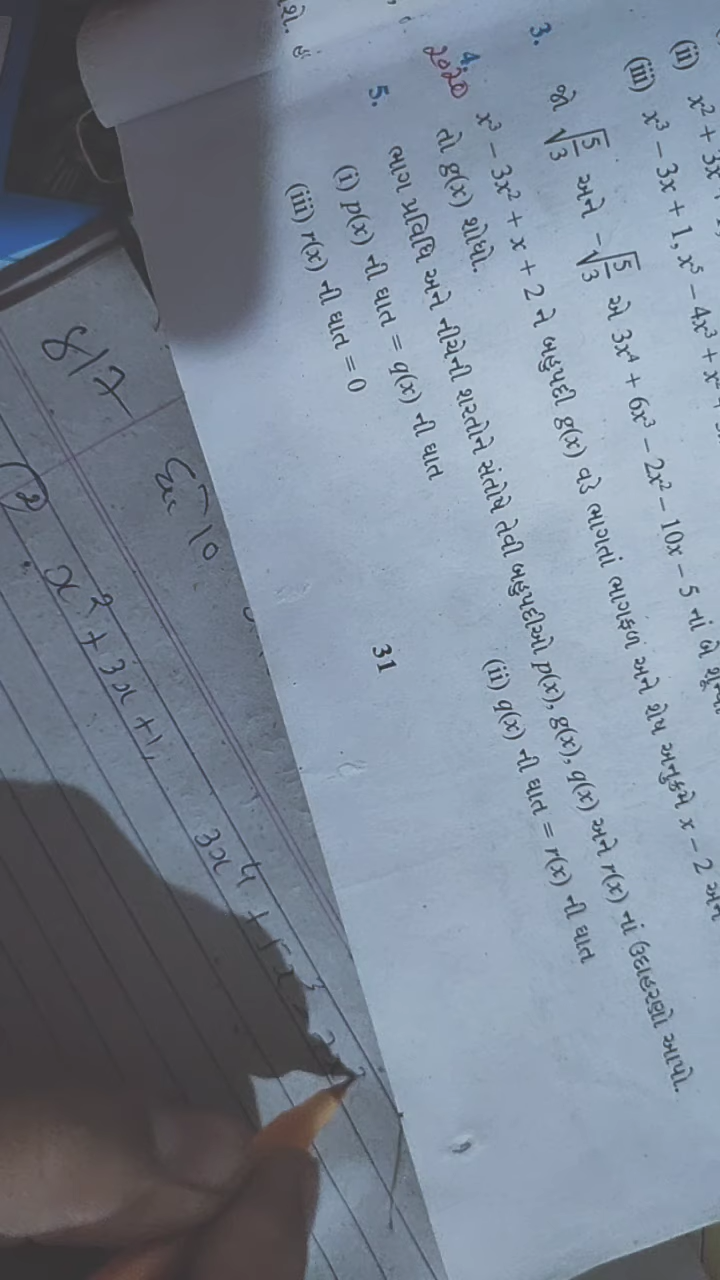 (ii) x² + 3x
(iii) x³ – 3x + 1, x⁵ – 4x³ + x
3. જો √5/3 અને –√5/3 એ 3x⁴ + 6x³ – 2x² – 10x – 5 નાં બે
4. x³ – 3x² + x + 2 ને બહુપદી g(x) વડે ભાગતાં ભાગફળ અને શેષ અનુક્રમે x – 2 અને
2020 તો g(x) શોધો.
5. ભાગ પ્રવિધિ અને નીચેની શરતોને સંતોષે તેવી બહુપદીઓ p(x), g(x), q(x) અને r(x) નાં ઉદાહરણો આપો.
(i) p(x) ની ઘાત = q(x) ની ઘાત (ii) q(x) ની ઘાત = r(x) ની ઘાત
(iii) r(x) ની ઘાત = 0
31
8/7
(2) x² + 3x + 1, 3x⁴ +